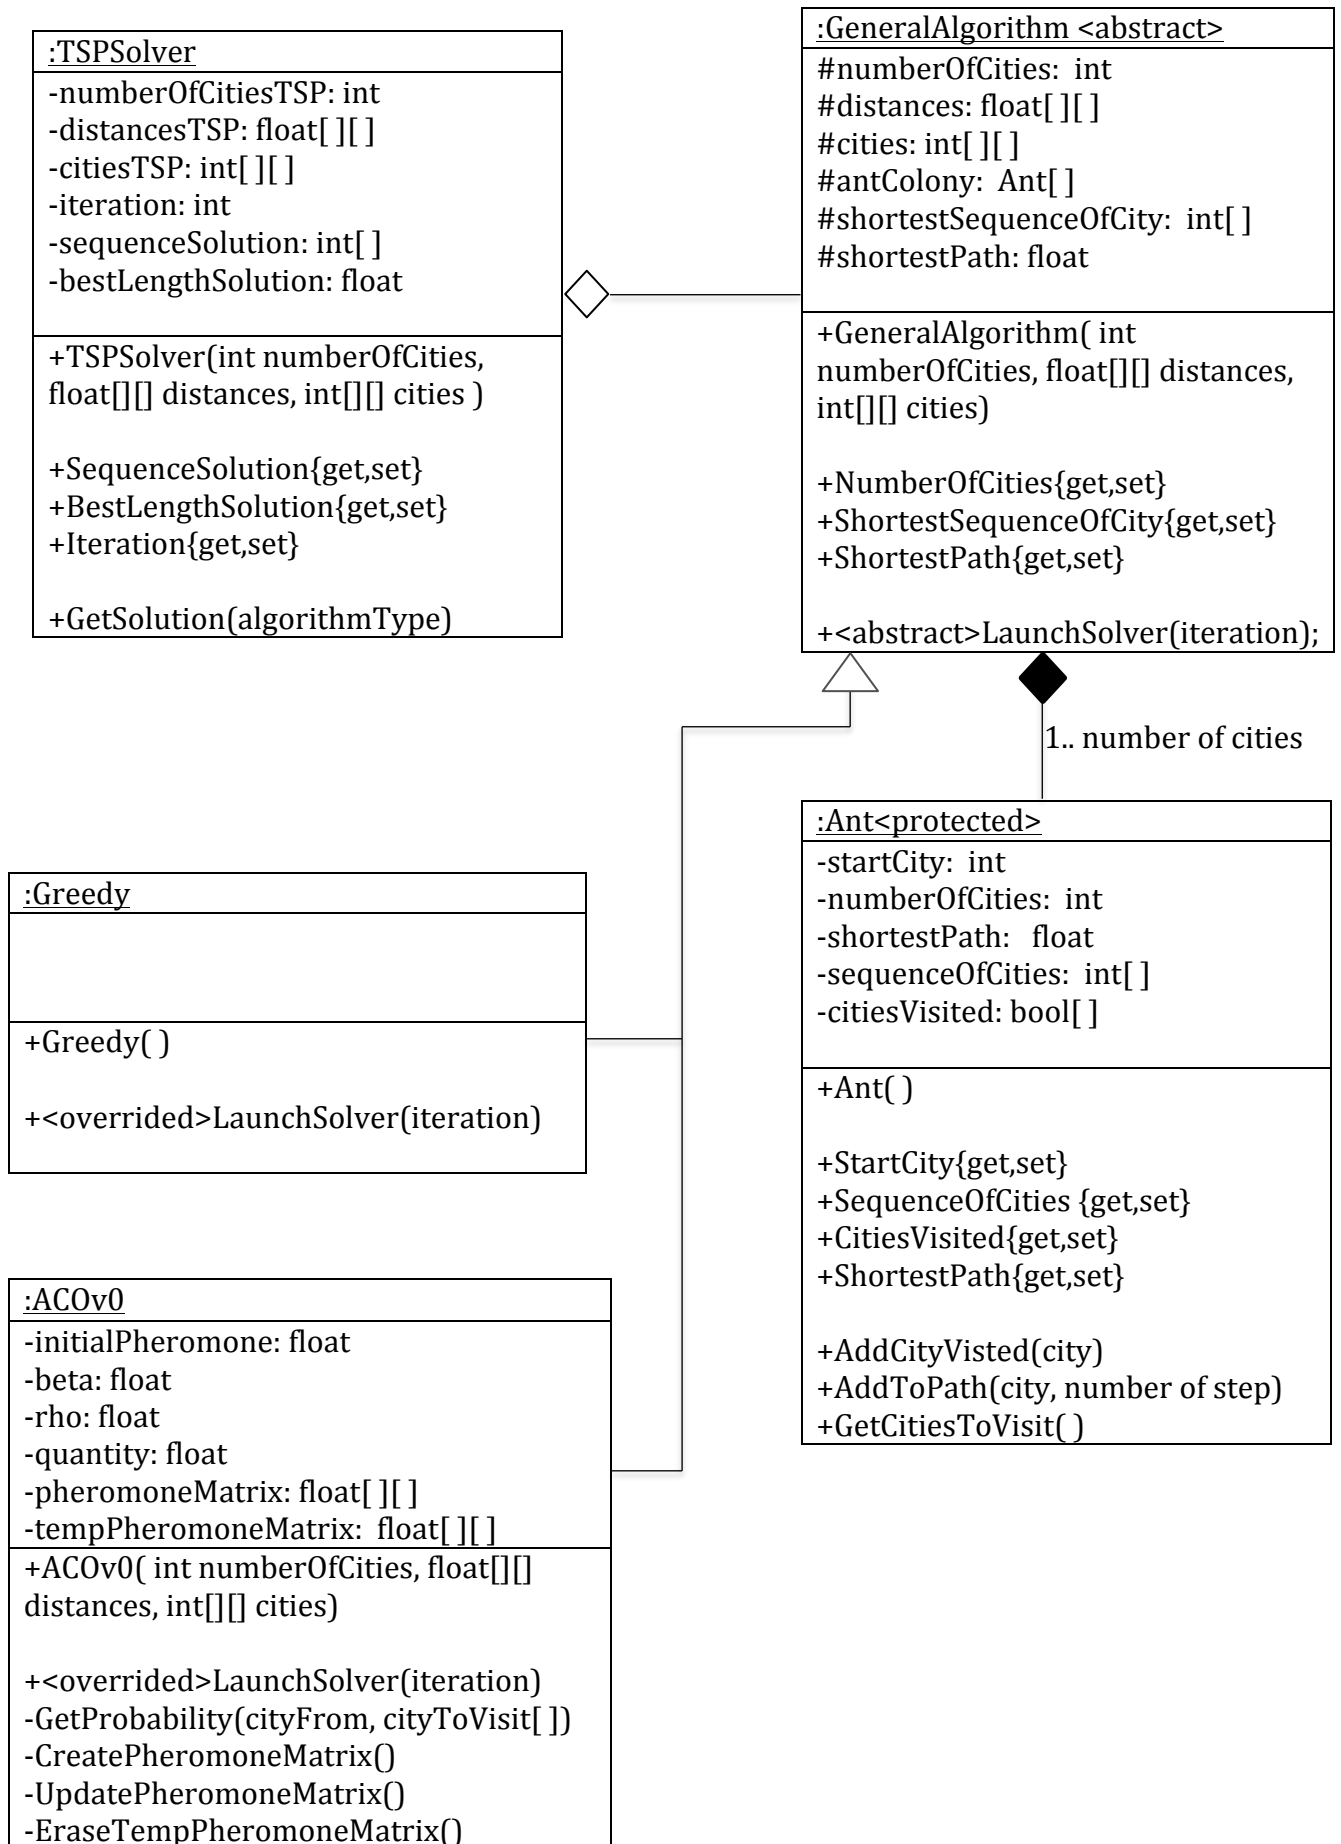 :TSPSolver
-numberOfCitiesTSP: int
-distancesTSP: float[ ][ ]
-citiesTSP: int[ ][ ]
-iteration: int
-sequenceSolution: int[ ]
-bestLengthSolution: float
+TSPSolver(int numberOfCities,
float[][] distances, int[][] cities )
+SequenceSolution{get,set}
+BestLengthSolution{get,set}
+Iteration{get,set}
+GetSolution(algorithmType)
:GeneralAlgorithm <abstract>
#numberOfCities:  int
#distances: float[ ][ ]
#cities: int[ ][ ]
#antColony:  Ant[ ]
#shortestSequenceOfCity:  int[ ]
#shortestPath: float
+GeneralAlgorithm( int
numberOfCities, float[][] distances,
int[][] cities)
+NumberOfCities{get,set}
+ShortestSequenceOfCity{get,set}
+ShortestPath{get,set}
+<abstract>LaunchSolver(iteration);
1.. number of cities
:Ant<protected>
-startCity:  int
-numberOfCities:  int
-shortestPath:   float
-sequenceOfCities:  int[ ]
-citiesVisited: bool[ ]
+Ant( )
+StartCity{get,set}
+SequenceOfCities {get,set}
+CitiesVisited{get,set}
+ShortestPath{get,set}
+AddCityVisted(city)
+AddToPath(city, number of step)
+GetCitiesToVisit( )
:Greedy
+Greedy( )
+<overrided>LaunchSolver(iteration)
:ACOv0
-initialPheromone: float
-beta: float
-rho: float
-quantity: float
-pheromoneMatrix: float[ ][ ]
-tempPheromoneMatrix:  float[ ][ ]
+ACOv0( int numberOfCities, float[][]
distances, int[][] cities)
+<overrided>LaunchSolver(iteration)
-GetProbability(cityFrom, cityToVisit[ ])
-CreatePheromoneMatrix()
-UpdatePheromoneMatrix()
-EraseTempPheromoneMatrix()